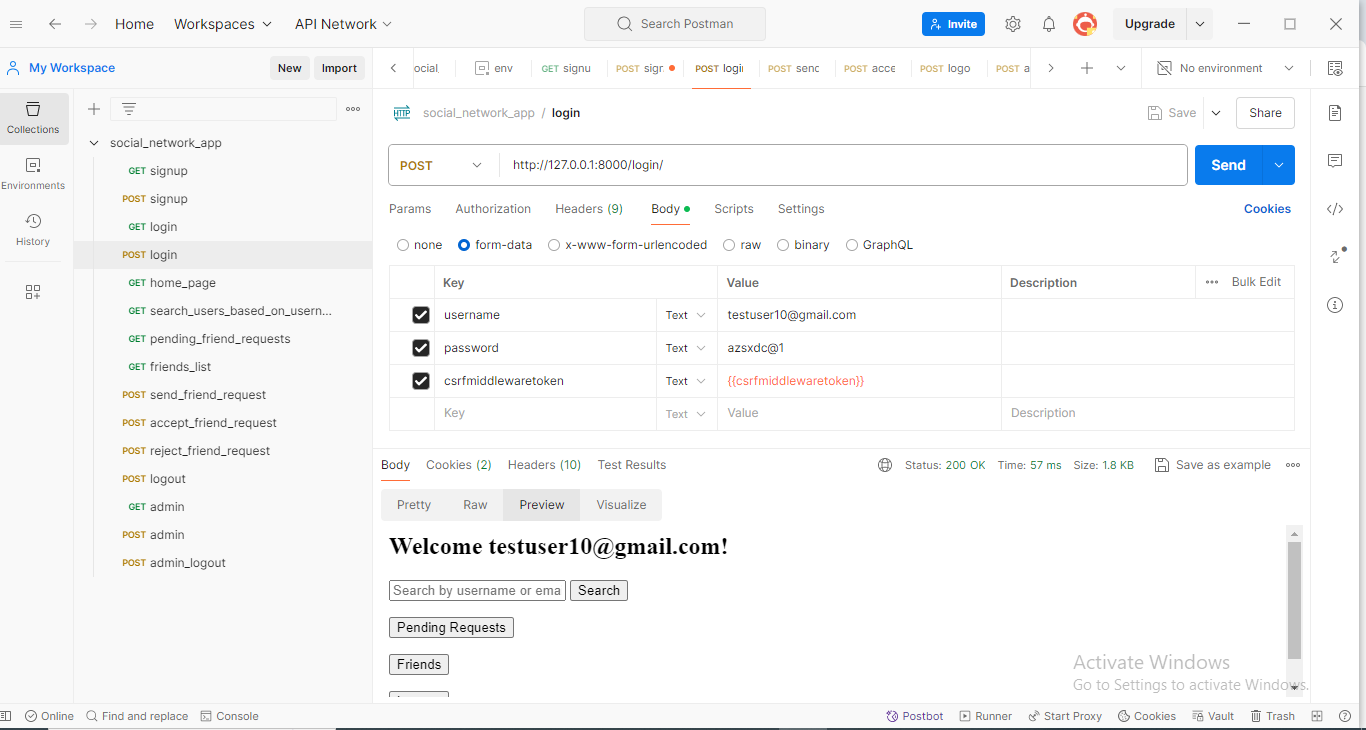 Home Workspaces API Network Search Postman Invite Upgrade
My Workspace New Import env GET signu POST sigr POST logi POST senc POST acce POST logo POST a No environment
Collections
Environments
History
social_network_app
GET signup
POST signup
GET login
POST login
GET home_page
GET search_users_based_on_usern...
GET pending_friend_requests
GET friends_list
POST send_friend_request
POST accept_friend_request
POST reject_friend_request
POST logout
GET admin
POST admin
POST admin_logout
HTTP social_network_app / login Save Share
POST http://127.0.0.1:8000/login/ Send
Params Authorization Headers (9) Body Scripts Settings Cookies
none form-data x-www-form-urlencoded raw binary GraphQL
Key Value Description Bulk Edit
username Text testuser10@gmail.com
password Text azsxdc@1
csrfmiddlewaretoken Text {{csrfmiddlewaretoken}}
Key Text Value Description
Body Cookies (2) Headers (10) Test Results Status: 200 OK Time: 57 ms Size: 1.8 KB Save as example
Pretty Raw Preview Visualize
Welcome testuser10@gmail.com!
Search by username or ema Search
Pending Requests
Friends
Activate Windows
Go to Settings to activate Windows.
Online Find and replace Console Postbot Runner Start Proxy Cookies Vault Trash